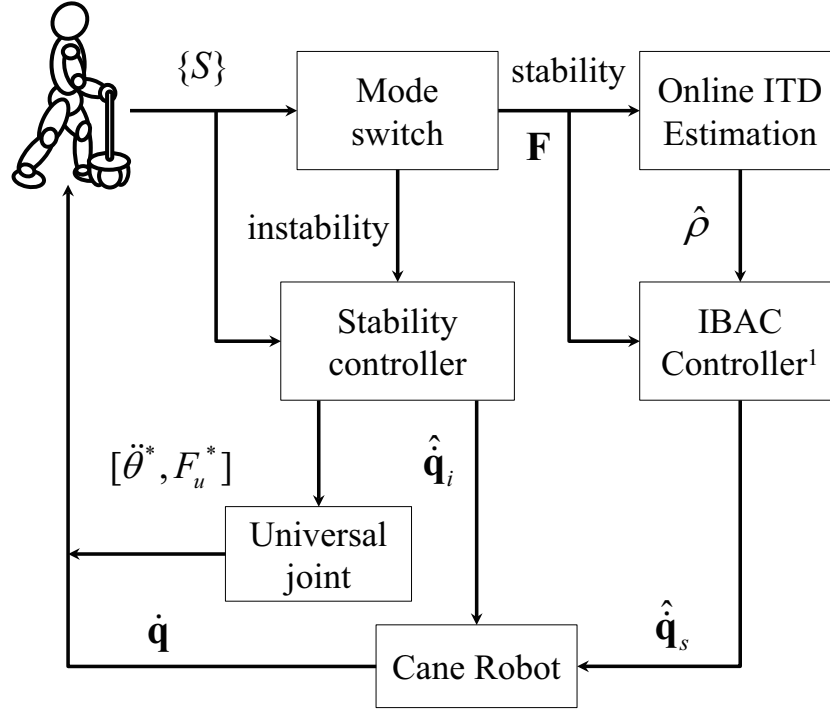 {S}
Mode
switch
stability
F
Online ITD
Estimation
instability
ρ̂
Stability
controller
IBAC
Controller¹
[θ̈*, Fᵤ*]
q̇̂ᵢ
Universal
joint
q̇
Cane Robot
q̇̂ₛ